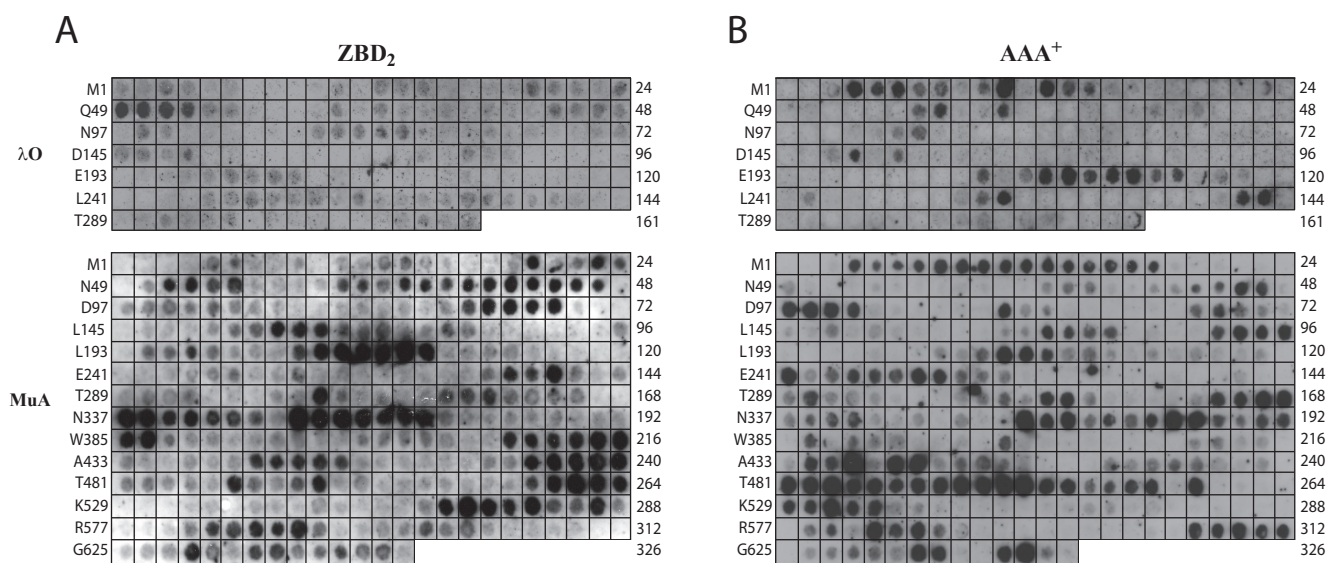 A
B
ZBD₂
AAA⁺
λO
M1 24
Q49 48
N97 72
D145 96
E193 120
L241 144
T289 161
M1 24
Q49 48
N97 72
D145 96
E193 120
L241 144
T289 161
MuA
M1 24
N49 48
D97 72
L145 96
L193 120
E241 144
T289 168
N337 192
W385 216
A433 240
T481 264
K529 288
R577 312
G625 326
M1 24
N49 48
D97 72
L145 96
L193 120
E241 144
T289 168
N337 192
W385 216
A433 240
T481 264
K529 288
R577 312
G625 326